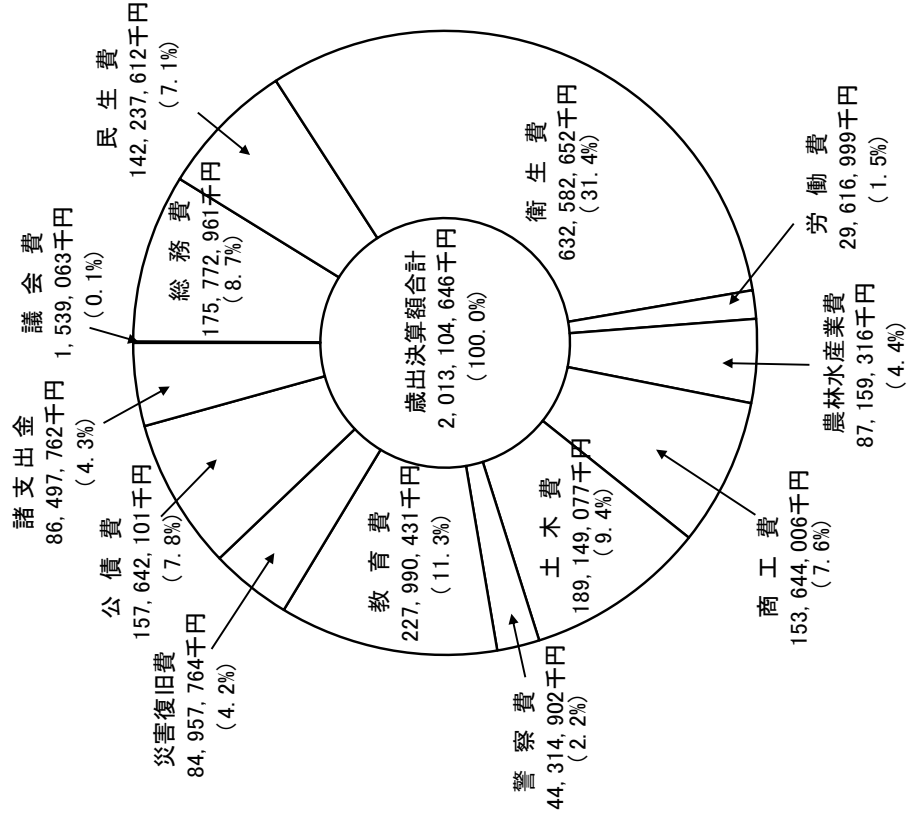 歳出決算額合計
2,013,104,646千円
(100.0%)
議会費
1,539,063千円
(0.1%)
総務費
175,772,961千円
(8.7%)
民生費
142,237,612千円
(7.1%)
衛生費
632,582,652千円
(31.4%)
労働費
29,616,999千円
(1.5%)
農林水産業費
87,159,316千円
(4.4%)
商工費
153,644,006千円
(7.6%)
土木費
189,149,077千円
(9.4%)
警察費
44,314,902千円
(2.2%)
教育費
227,990,431千円
(11.3%)
災害復旧費
84,957,764千円
(4.2%)
公債費
157,642,101千円
(7.8%)
諸支出金
86,497,762千円
(4.3%)